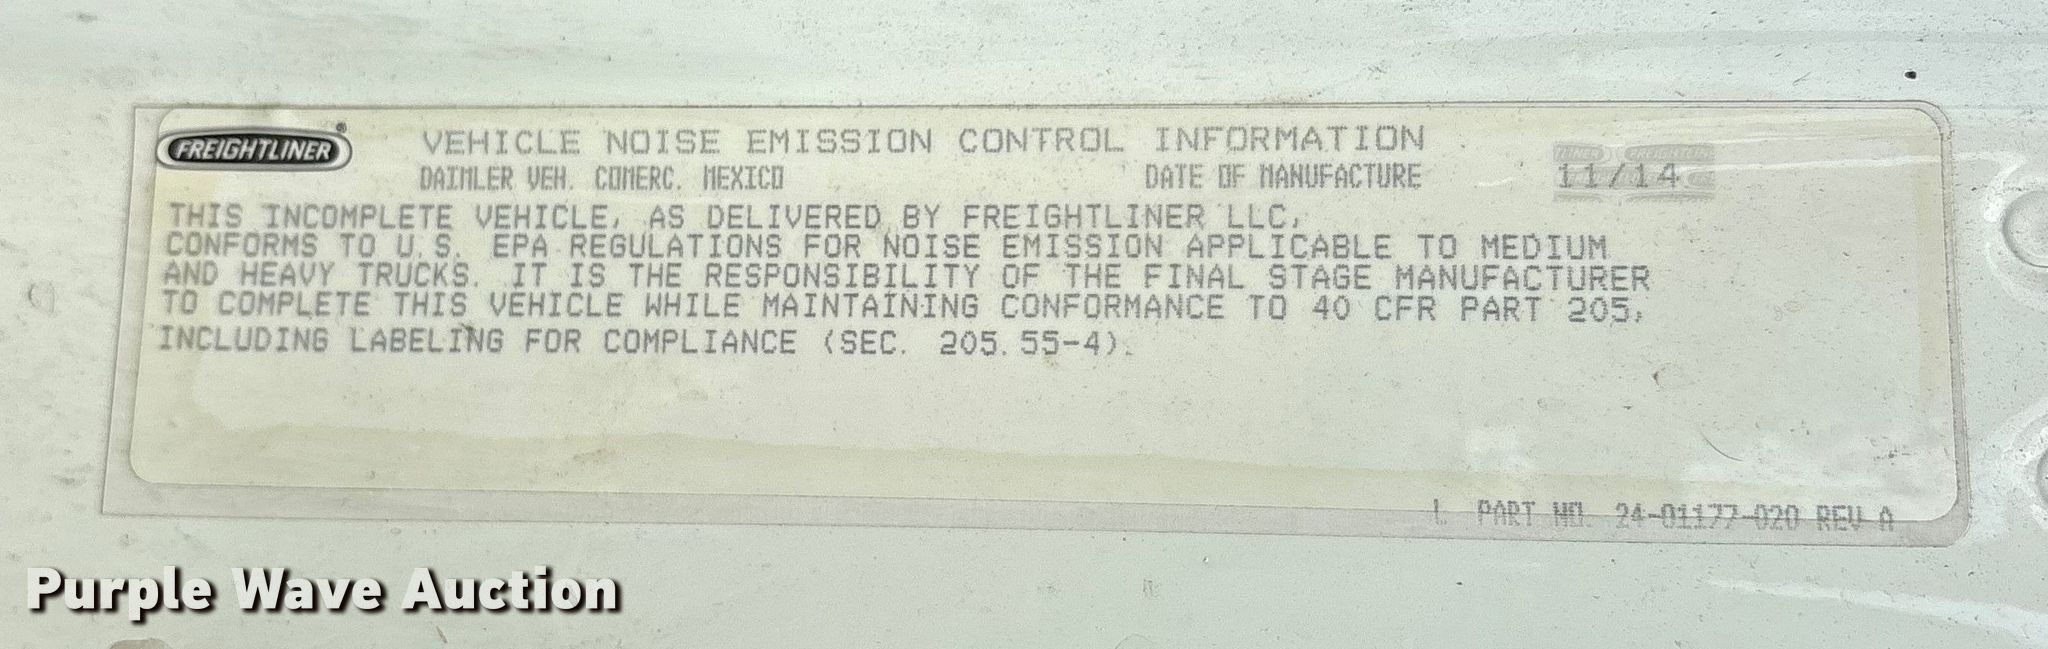 FREIGHTLINER®
VEHICLE NOISE EMISSION CONTROL INFORMATION
DAIMLER VEH. COMERC. MEXICO DATE OF MANUFACTURE 11/14
THIS INCOMPLETE VEHICLE, AS DELIVERED BY FREIGHTLINER LLC,
CONFORMS TO U.S. EPA REGULATIONS FOR NOISE EMISSION APPLICABLE TO MEDIUM
AND HEAVY TRUCKS. IT IS THE RESPONSIBILITY OF THE FINAL STAGE MANUFACTURER
TO COMPLETE THIS VEHICLE WHILE MAINTAINING CONFORMANCE TO 40 CFR PART 205,
INCLUDING LABELING FOR COMPLIANCE (SEC. 205.55-4).
PART NO. 24-01177-020 REV A
Purple Wave Auction